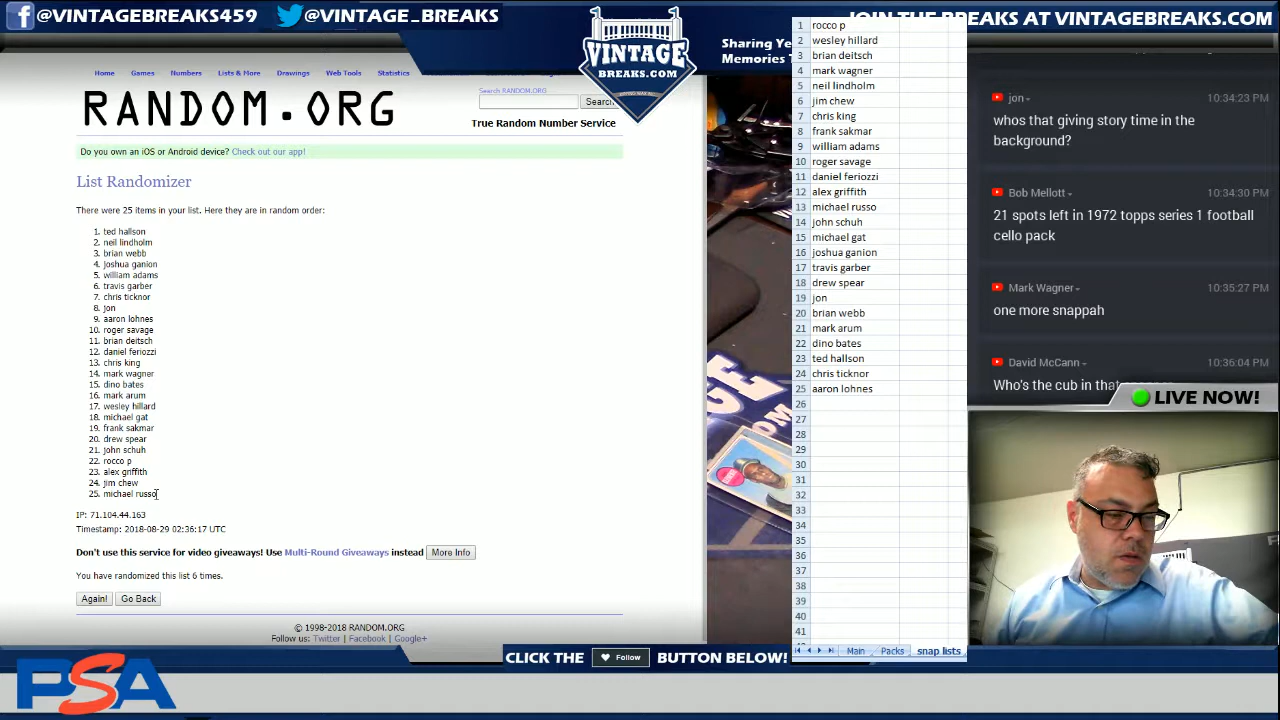 @VINTAGEBREAKS459
@VINTAGE_BREAKS
VINTAGE
BREAKS.COM
Sharing
Memories
JOIN THE BREAKS AT VINTAGEBREAKS.COM
Home Games Numbers Lists & More Drawings Web Tools Statistics
Search RANDOM.ORG
Search
RANDOM.ORG
True Random Number Service
Do you own an iOS or Android device? Check out our app!
List Randomizer
There were 25 items in your list. Here they are in random order:
1. ted hallson
2. neil lindholm
3. brian webb
4. joshua ganion
5. william adams
6. travis garber
7. chris ticknor
8. jon
9. aaron lohnes
10. roger savage
11. brian deitsch
12. daniel feriozzi
13. chris king
14. mark wagner
15. dino bates
16. mark arum
17. wesley hillard
18. michael gat
19. frank sakmar
20. drew spear
21. john schuh
22. rocco p
23. alex griffith
24. jim chew
25. michael russo
IP: 71.104.44.163
Timestamp: 2018-08-29 02:36:17 UTC
Don't use this service for video giveaways! Use Multi-Round Giveaways instead More Info
You have randomized this list 6 times.
Again! Go Back
© 1998-2018 RANDOM.ORG
Follow us: Twitter | Facebook | Google+
1 rocco p
2 wesley hillard
3 brian deitsch
4 mark wagner
5 neil lindholm
6 jim chew
7 chris king
8 frank sakmar
9 william adams
10 roger savage
11 daniel feriozzi
12 alex griffith
13 michael russo
14 john schuh
15 michael gat
16 joshua ganion
17 travis garber
18 drew spear
19 jon
20 brian webb
21 mark arum
22 dino bates
23 ted hallson
24 chris ticknor
25 aaron lohnes
26
27
28
29
30
31
32
33
34
35
36
37
38
39
40
41
Main Packs snap lists
jon 10:34:23 PM
whos that giving story time in the
background?
Bob Mellott 10:34:30 PM
21 spots left in 1972 topps series 1 football
cello pack
Mark Wagner 10:35:27 PM
one more snappah
David McCann 10:36:04 PM
Who's the cub in that
LIVE NOW!
CLICK THE Follow BUTTON BELOW!
PSA